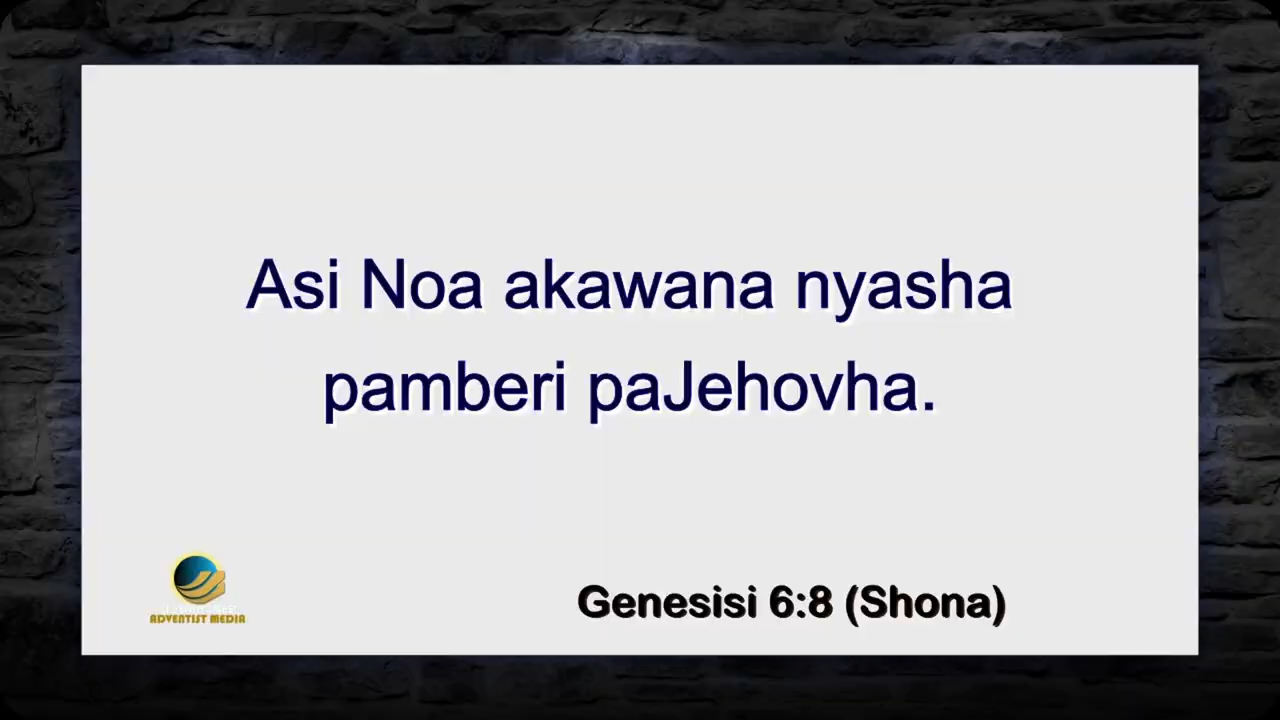 Asi Noa akawana nyasha
pamberi paJehovha.
Genesisi 6:8 (Shona)
ADVENTIST MEDIA